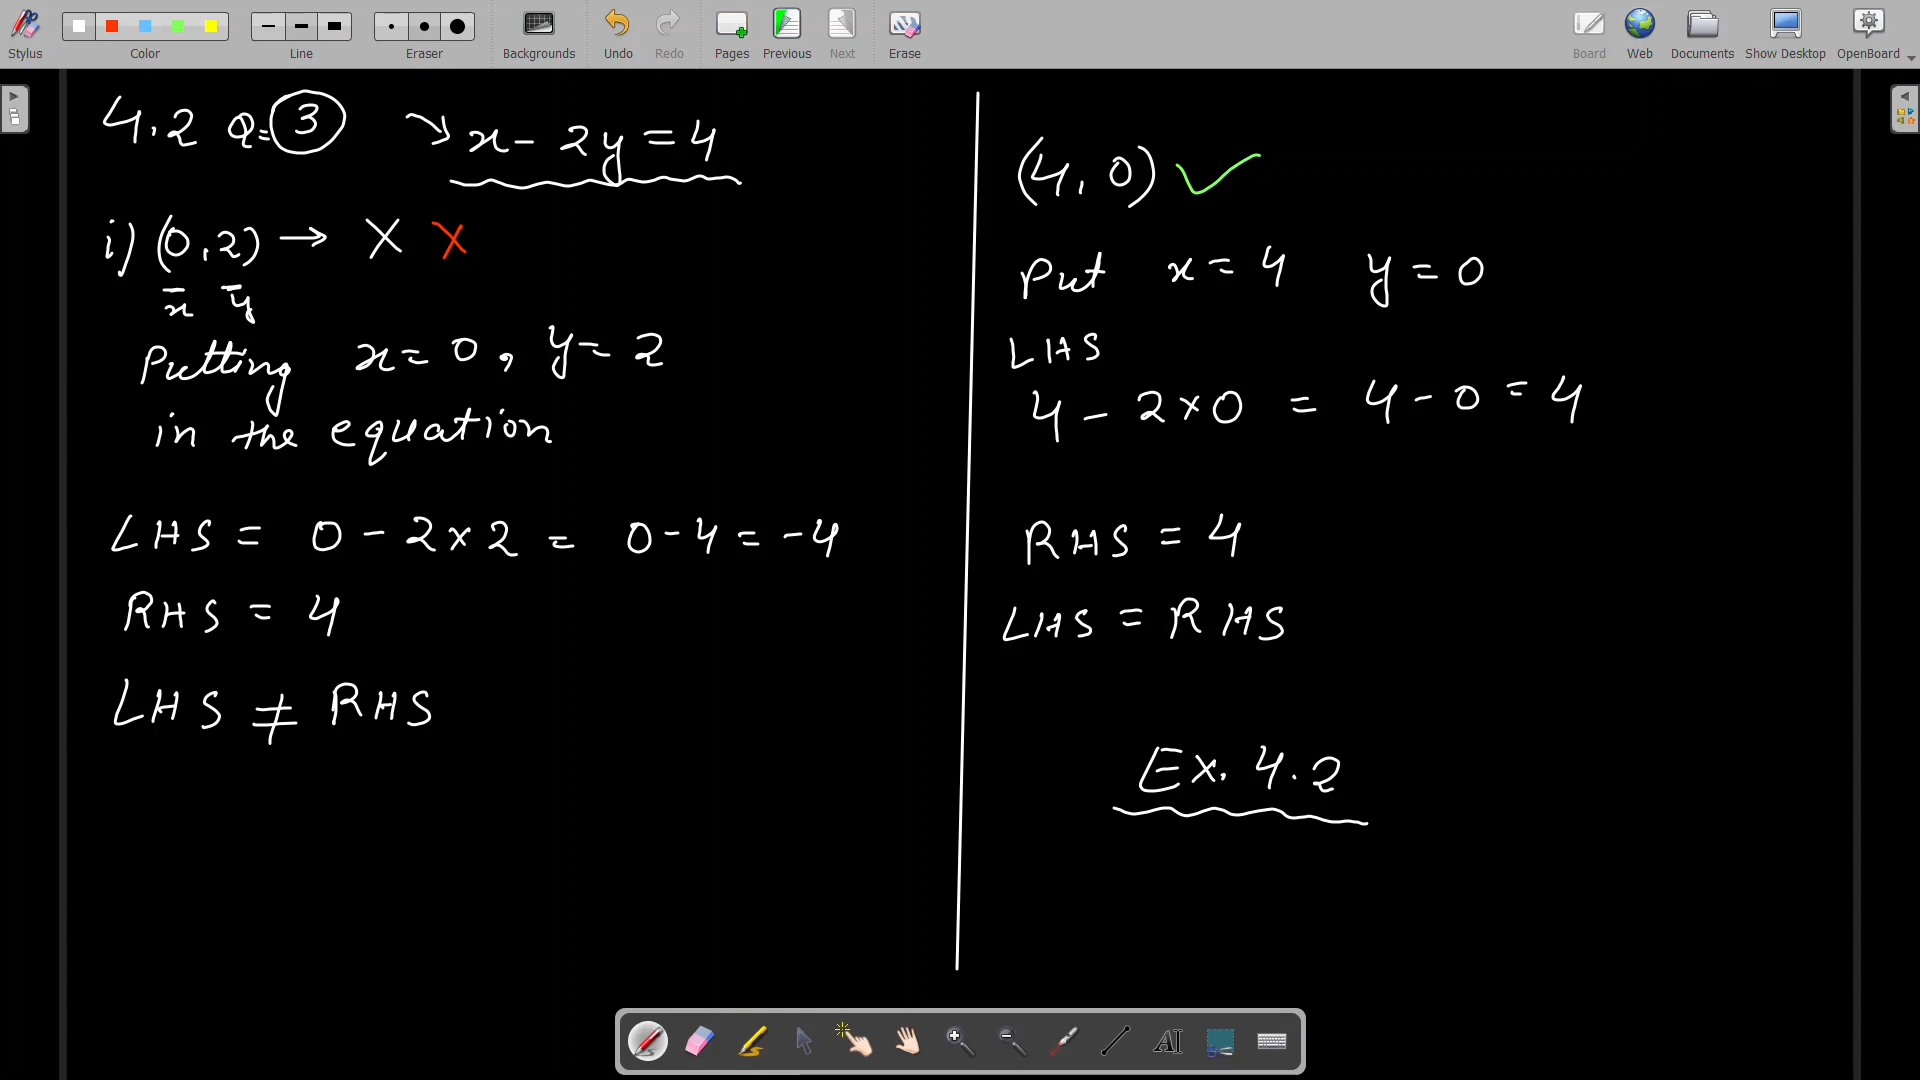 Stylus Color Line Eraser Backgrounds Undo Redo Pages Previous Next Erase Board Web Documents Show Desktop OpenBoard
4.2 Q= 3 → x - 2y = 4
i) (0, 2) → X X
x y
Putting x = 0, y = 2
in the equation
LHS = 0 - 2 × 2 = 0 - 4 = -4
RHS = 4
LHS ≠ RHS
(4, 0) ✓
Put x = 4 y = 0
LHS
4 - 2 × 0 = 4 - 0 = 4
RHS = 4
LHS = RHS
Ex. 4.2
AI